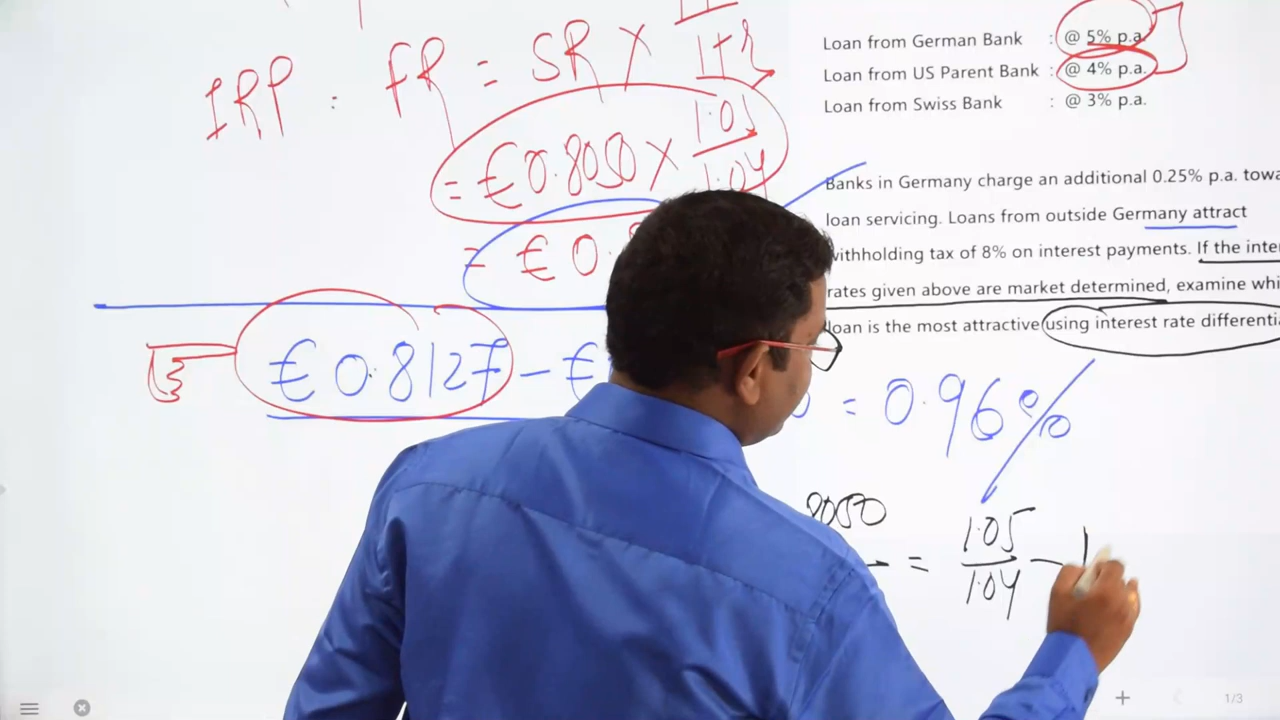 IRP : FR = SR × 1+r
= €0.8050 × 1.05
1.04
= € 0.8
€0.8127 - € = 0.96%
8050
= 1.05 - 1
1.04
Loan from German Bank : @ 5% p.a.
Loan from US Parent Bank : @ 4% p.a.
Loan from Swiss Bank : @ 3% p.a.
Banks in Germany charge an additional 0.25% p.a.
loan servicing. Loans from outside Germany attract
withholding tax of 8% on interest payments. If the
rates given above are market determined, examine
loan is the most attractive using interest rate
1/3